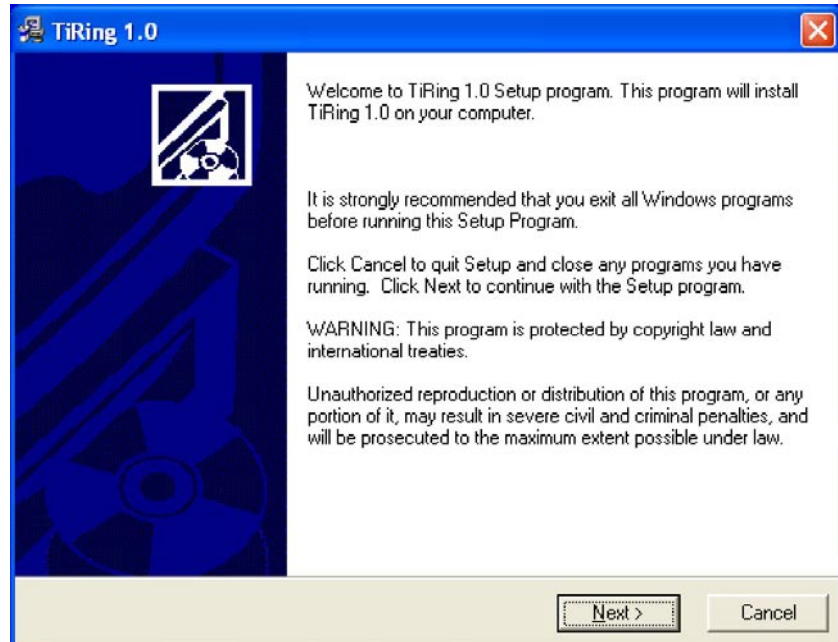 TiRing 1.0
Welcome to TiRing 1.0 Setup program. This program will install
TiRing 1.0 on your computer.
It is strongly recommended that you exit all Windows programs
before running this Setup Program.
Click Cancel to quit Setup and close any programs you have
running.  Click Next to continue with the Setup program.
WARNING: This program is protected by copyright law and
international treaties.
Unauthorized reproduction or distribution of this program, or any
portion of it, may result in severe civil and criminal penalties, and
will be prosecuted to the maximum extent possible under law.
Next > Cancel